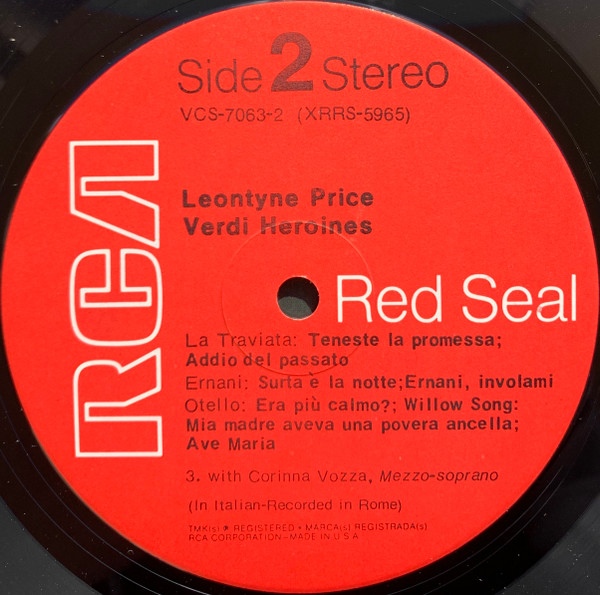 Side 2 Stereo
VCS-7063-2 (XRRS-5965)
RCA
Leontyne Price
Verdi Heroines
Red Seal
La Traviata: Teneste la promessa;
Addio del passato
Ernani: Surta è la notte;Ernani, involami
Otello: Era più calmo?; Willow Song:
Mia madre aveva una povera ancella;
Ave Maria
3. with Corinna Vozza, Mezzo-soprano
(In Italian-Recorded in Rome)
TMK(s) ® REGISTERED • MARCA(s) REGISTRADA(s)
RCA CORPORATION–MADE IN U.S.A.